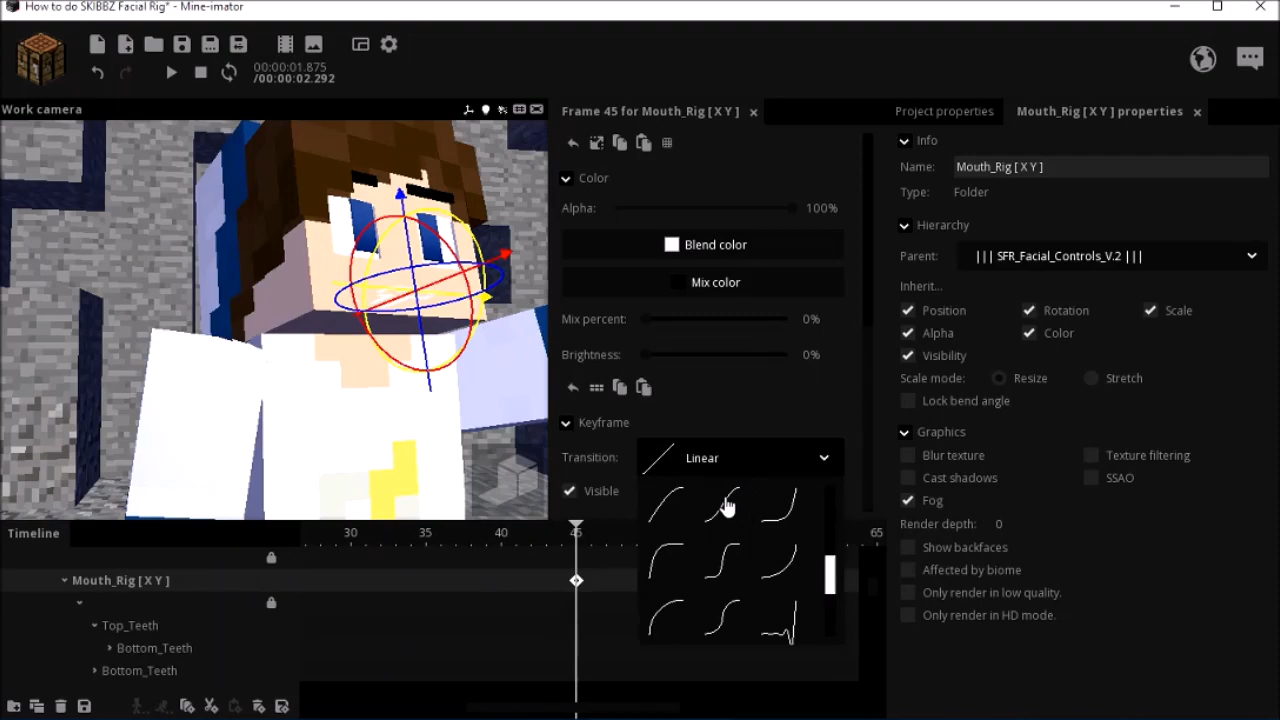 How to do SKIBBZ Facial Rig* - Mine-imator
00:00:01.875
/00:00:02.292
Work camera
Frame 45 for Mouth_Rig [ X Y ]
Project properties
Mouth_Rig [ X Y ] properties
Info
Name: Mouth_Rig [ X Y ]
Type: Folder
Hierarchy
Parent: | | | SFR_Facial_Controls_V.2 | | |
Inherit...
Position
Rotation
Scale
Alpha
Color
Visibility
Scale mode: Resize Stretch
Lock bend angle
Graphics
Blur texture
Texture filtering
Cast shadows
SSAO
Fog
Render depth: 0
Show backfaces
Affected by biome
Only render in low quality.
Only render in HD mode.
Color
Alpha: 100%
Blend color
Mix color
Mix percent: 0%
Brightness: 0%
Keyframe
Transition: Linear
Visible
Timeline
30 35 40 45 65
Mouth_Rig [ X Y ]
Top_Teeth
Bottom_Teeth
Bottom_Teeth